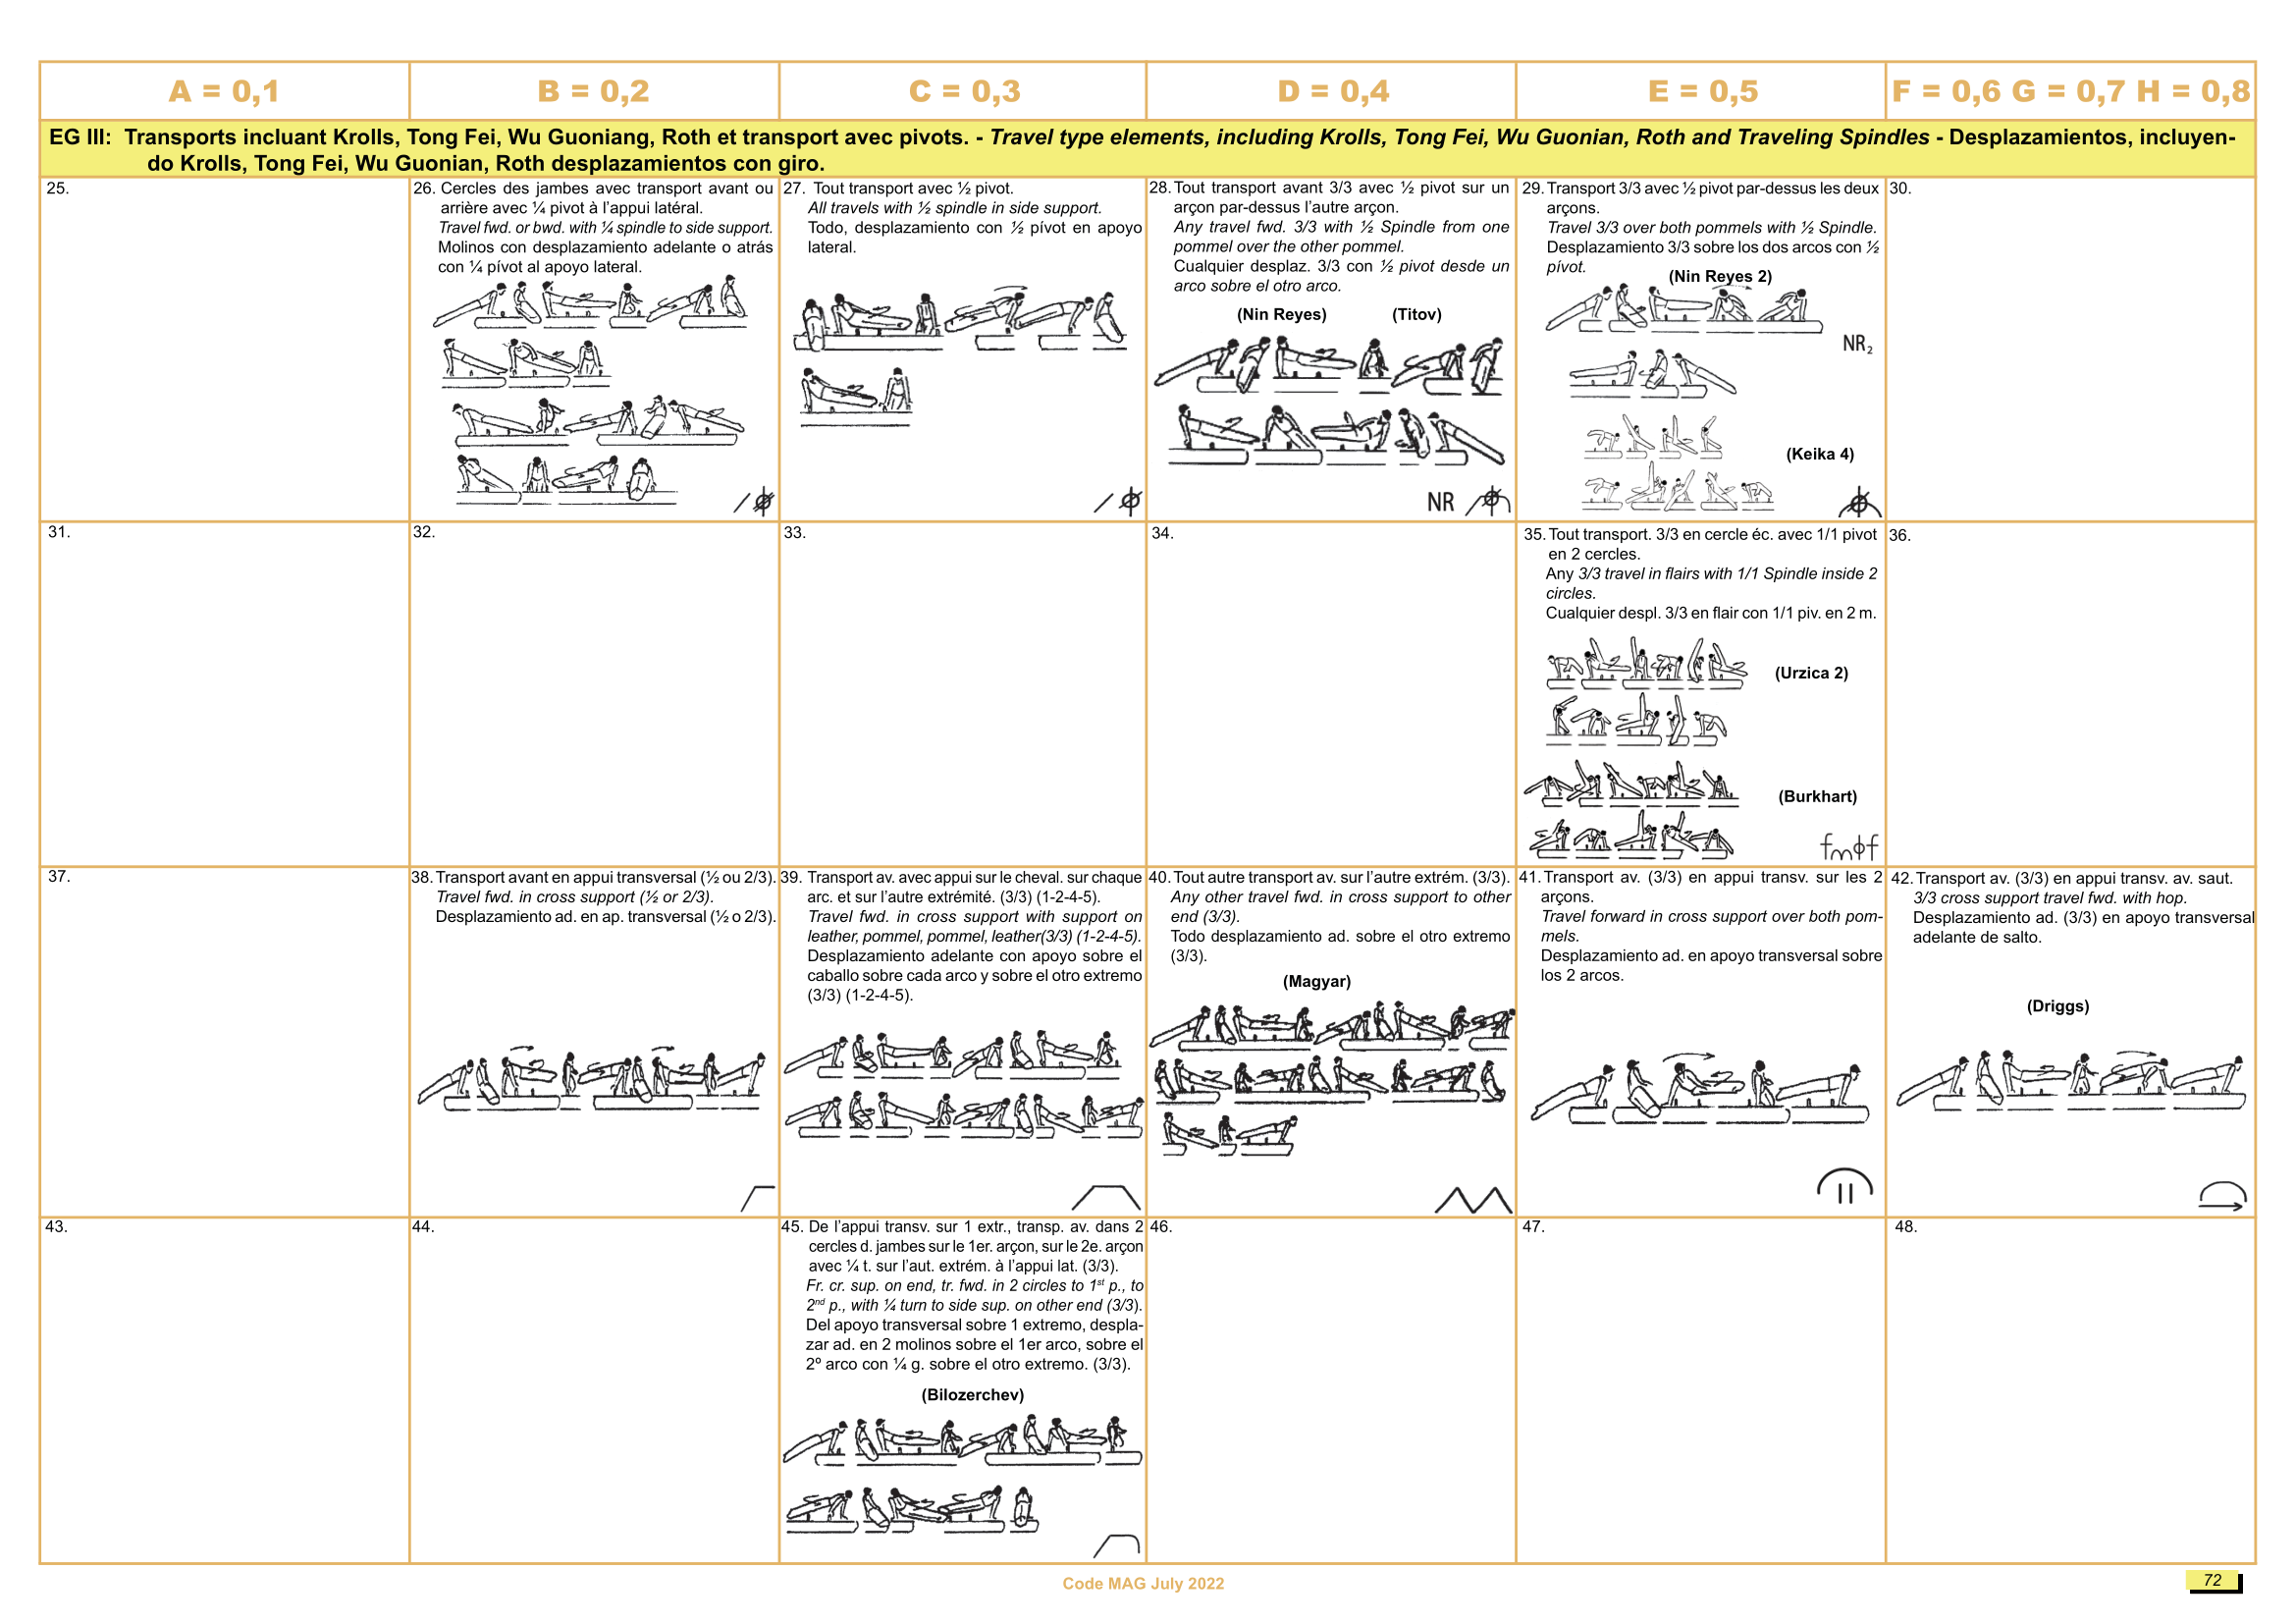 A = 0,1
B = 0,2
C = 0,3
D = 0,4
E = 0,5
F = 0,6 G = 0,7 H = 0,8
EG III: Transports incluant Krolls, Tong Fei, Wu Guoniang, Roth et transport avec pivots. - Travel type elements, including Krolls, Tong Fei, Wu Guonian, Roth and Traveling Spindles - Desplazamientos, incluyen-
do Krolls, Tong Fei, Wu Guonian, Roth desplazamientos con giro.
25.
26. Cercles des jambes avec transport avant ou
arrière avec ¼ pivot à l'appui latéral.
Travel fwd. or bwd. with ¼ spindle to side support.
Molinos con desplazamiento adelante o atrás
con ¼ pívot al apoyo lateral.
27. Tout transport avec ½ pivot.
All travels with ½ spindle in side support.
Todo, desplazamiento con ½ pívot en apoyo
lateral.
28. Tout transport avant 3/3 avec ½ pivot sur un
arçon par-dessus l'autre arçon.
Any travel fwd. 3/3 with ½ Spindle from one
pommel over the other pommel.
Cualquier desplaz. 3/3 con ½ pivot desde un
arco sobre el otro arco.
(Nin Reyes) (Titov)
NR
29. Transport 3/3 avec ½ pivot par-dessus les deux
arçons.
Travel 3/3 over both pommels with ½ Spindle.
Desplazamiento 3/3 sobre los dos arcos con ½
pívot.
(Nin Reyes 2)
NR2
(Keika 4)
30.
31.
32.
33.
34.
35. Tout transport. 3/3 en cercle éc. avec 1/1 pivot
en 2 cercles.
Any 3/3 travel in flairs with 1/1 Spindle inside 2
circles.
Cualquier despl. 3/3 en flair con 1/1 piv. en 2 m.
(Urzica 2)
(Burkhart)
36.
37.
38. Transport avant en appui transversal (½ ou 2/3).
Travel fwd. in cross support (½ or 2/3).
Desplazamiento ad. en ap. transversal (½ o 2/3).
39. Transport av. avec appui sur le cheval. sur chaque
arc. et sur l'autre extrémité. (3/3) (1-2-4-5).
Travel fwd. in cross support with support on
leather, pommel, pommel, leather(3/3) (1-2-4-5).
Desplazamiento adelante con apoyo sobre el
caballo sobre cada arco y sobre el otro extremo
(3/3) (1-2-4-5).
40. Tout autre transport av. sur l'autre extrém. (3/3).
Any other travel fwd. in cross support to other
end (3/3).
Todo desplazamiento ad. sobre el otro extremo
(3/3).
(Magyar)
41. Transport av. (3/3) en appui transv. sur les 2
arçons.
Travel forward in cross support over both pom-
mels.
Desplazamiento ad. en apoyo transversal sobre
los 2 arcos.
42. Transport av. (3/3) en appui transv. av. saut.
3/3 cross support travel fwd. with hop.
Desplazamiento ad. (3/3) en apoyo transversal
adelante de salto.
(Driggs)
43.
44.
45. De l'appui transv. sur 1 extr., transp. av. dans 2
cercles d. jambes sur le 1er. arçon, sur le 2e. arçon
avec ¼ t. sur l'aut. extrém. à l'appui lat. (3/3).
Fr. cr. sup. on end, tr. fwd. in 2 circles to 1st p., to
2nd p., with ¼ turn to side sup. on other end (3/3).
Del apoyo transversal sobre 1 extremo, despla-
zar ad. en 2 molinos sobre el 1er arco, sobre el
2º arco con ¼ g. sobre el otro extremo. (3/3).
(Bilozerchev)
46.
47.
48.
Code MAG July 2022
72